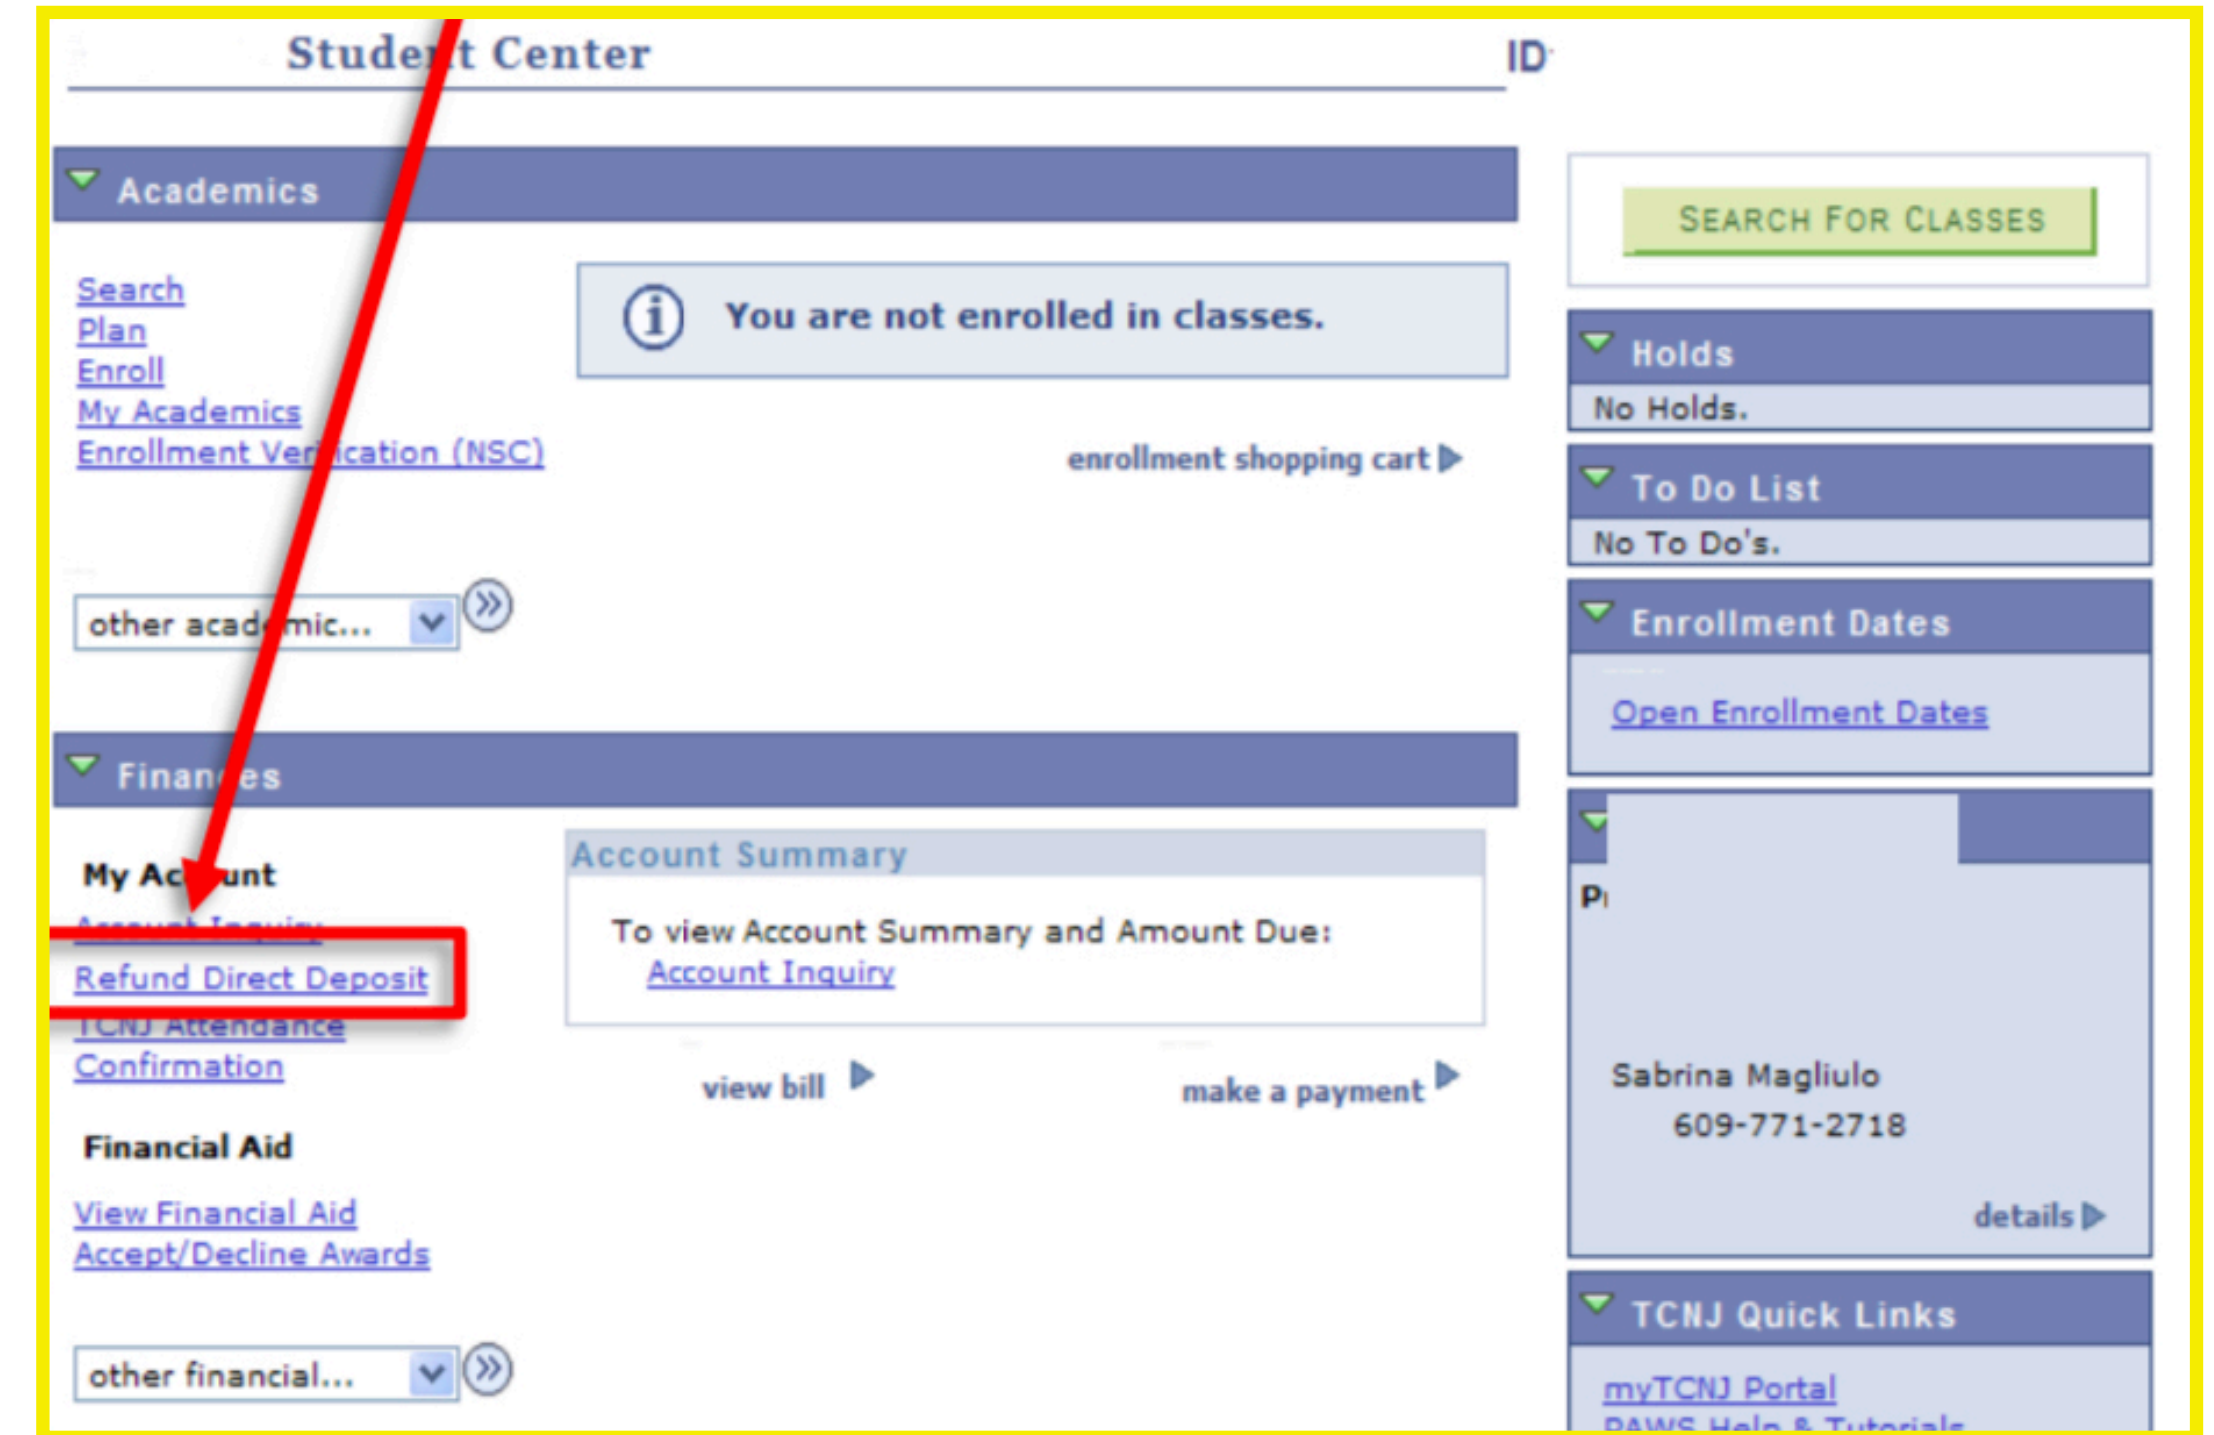 Student Center
ID
Academics
Search
Plan
Enroll
My Academics
Enrollment Verification (NSC)
You are not enrolled in classes.
enrollment shopping cart
other academic...
Finances
My Account
Account Inquiry
Refund Direct Deposit
TCNJ Attendance
Confirmation
Account Summary
To view Account Summary and Amount Due:
Account Inquiry
view bill
make a payment
Financial Aid
View Financial Aid
Accept/Decline Awards
other financial...
SEARCH FOR CLASSES
Holds
No Holds.
To Do List
No To Do's.
Enrollment Dates
Open Enrollment Dates
Sabrina Magliulo
609-771-2718
details
TCNJ Quick Links
myTCNJ Portal
PAWS Help & Tutorials